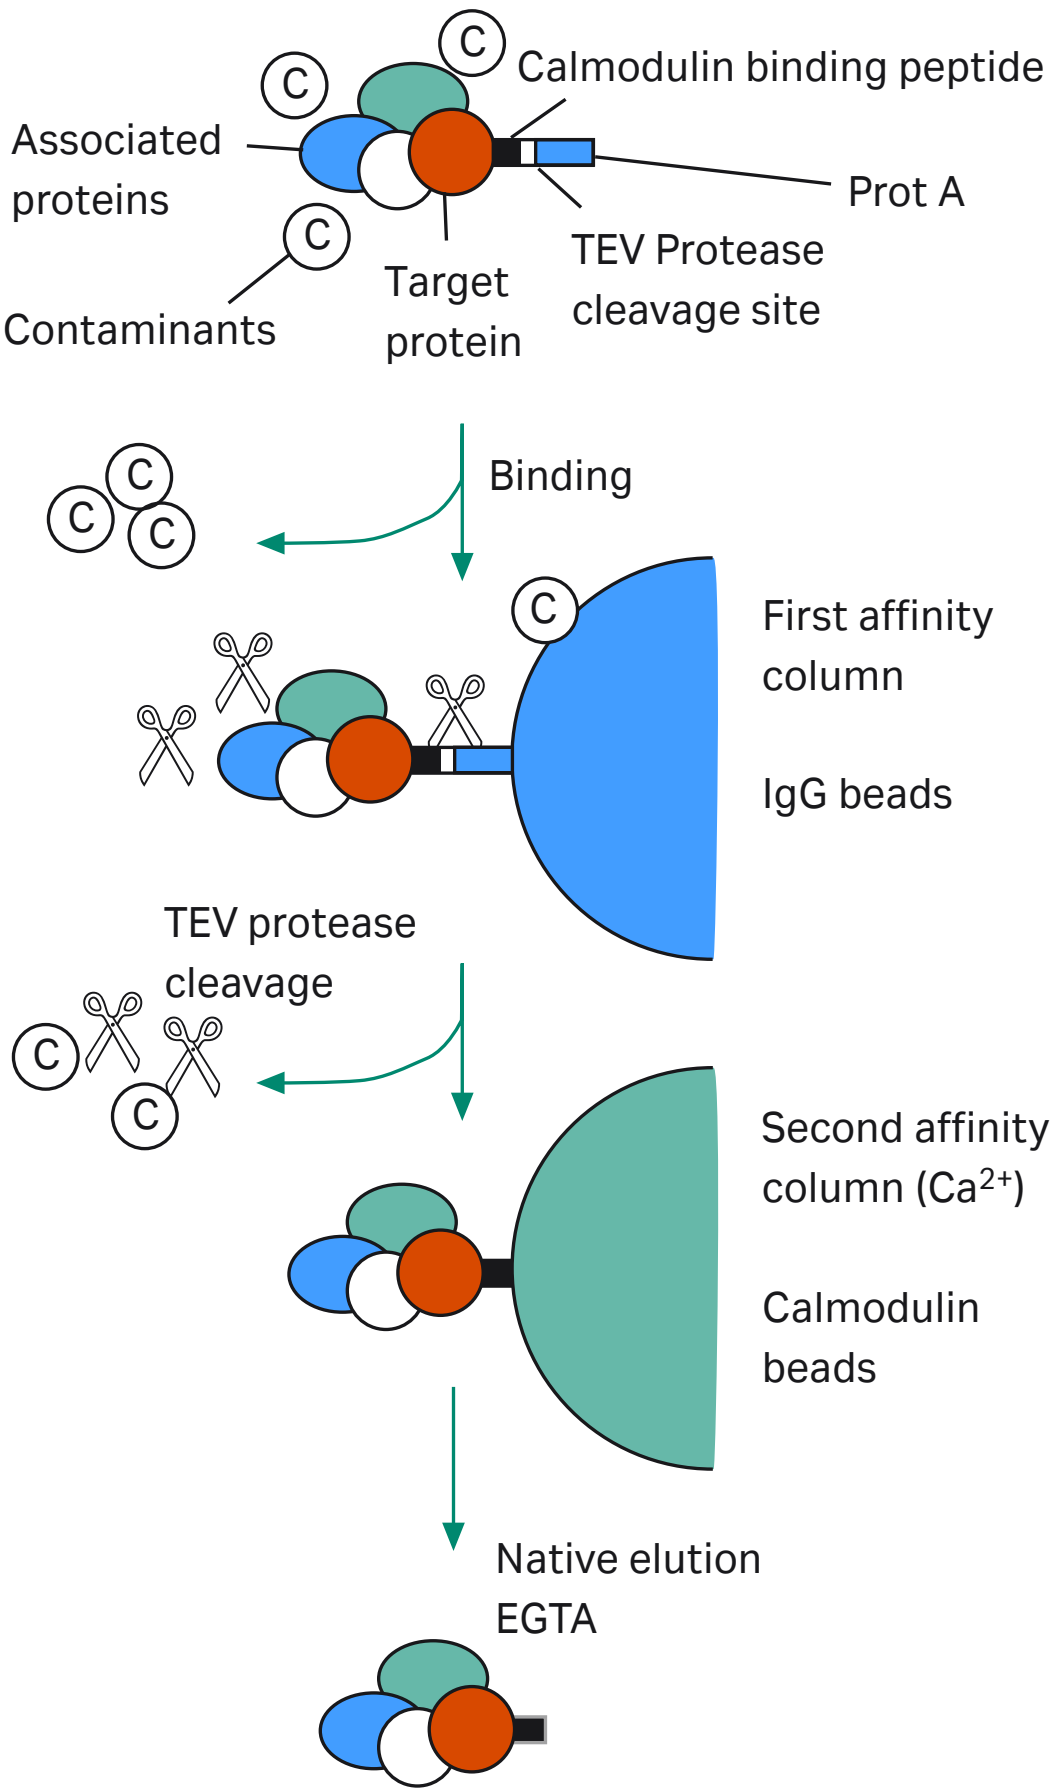 C
C
Calmodulin binding peptide
Associated
proteins
Prot A
C
TEV Protease
cleavage site
Target
protein
Contaminants
Binding
C
C
C
C
First affinity
column
IgG beads
TEV protease
cleavage
C
C
Second affinity
column (Ca²⁺)
Calmodulin
beads
Native elution
EGTA